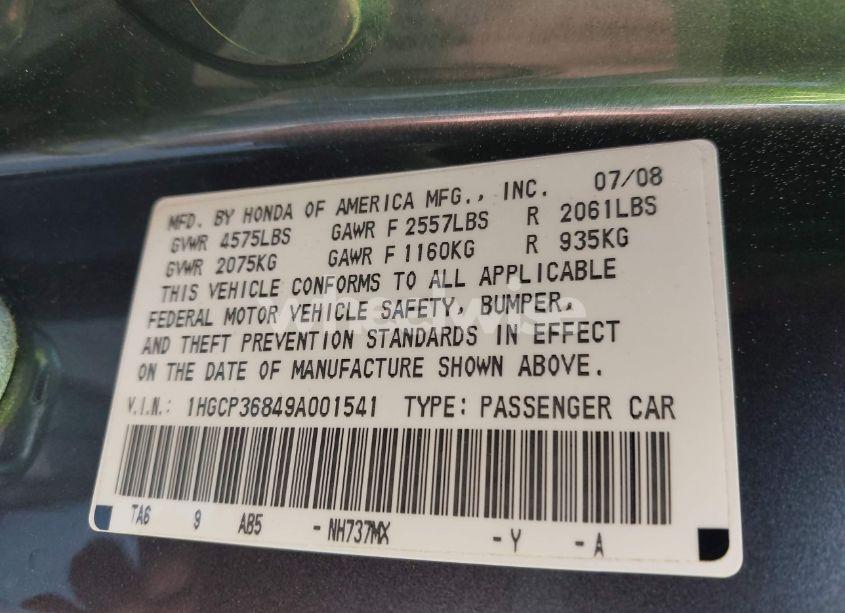 MFD. BY HONDA OF AMERICA MFG., INC. 07/08
GVWR 4575LBS GAWR F 2557LBS R 2061LBS
GVWR 2075KG GAWR F 1160KG R 935KG
THIS VEHICLE CONFORMS TO ALL APPLICABLE
FEDERAL MOTOR VEHICLE SAFETY, BUMPER,
AND THEFT PREVENTION STANDARDS IN EFFECT
ON THE DATE OF MANUFACTURE SHOWN ABOVE.
V.I.N.: 1HGCP36849A001541 TYPE: PASSENGER CAR
TA6 9 AB5 -NH737MX -Y -A
wheelwise